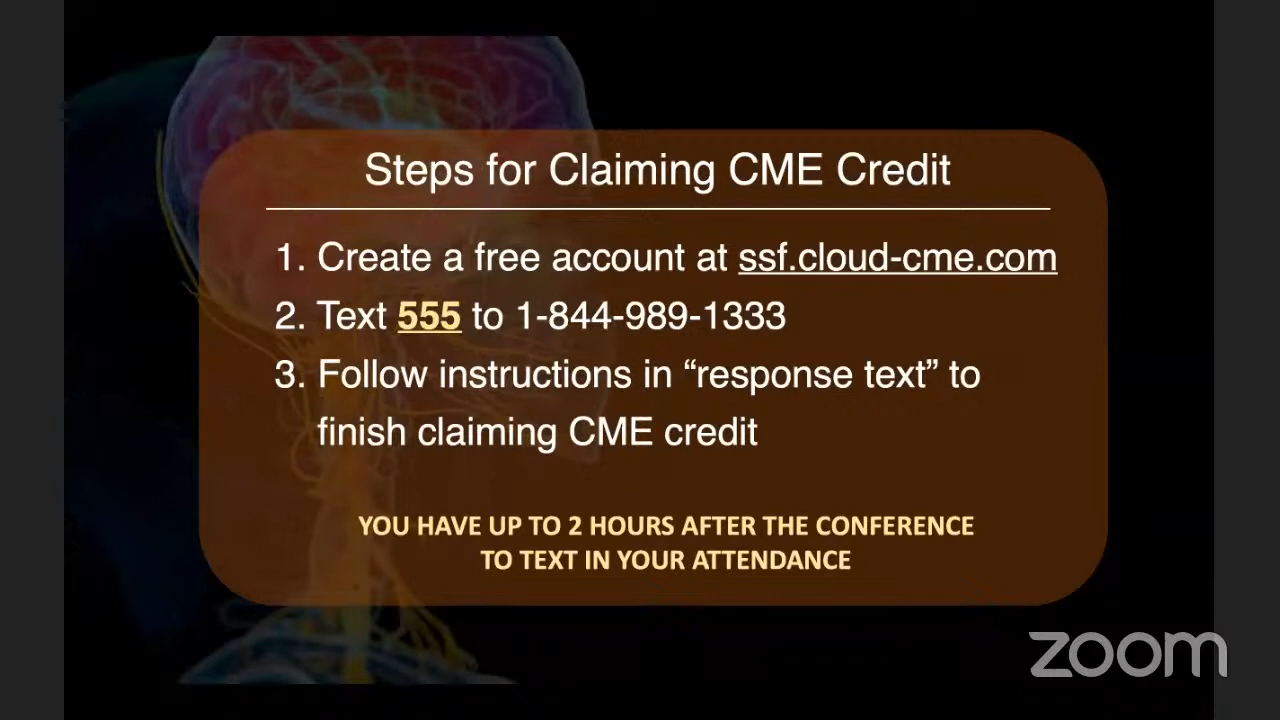 Steps for Claiming CME Credit
1. Create a free account at ssf.cloud-cme.com
2. Text 555 to 1-844-989-1333
3. Follow instructions in “response text” to
finish claiming CME credit
YOU HAVE UP TO 2 HOURS AFTER THE CONFERENCE
TO TEXT IN YOUR ATTENDANCE
zoom